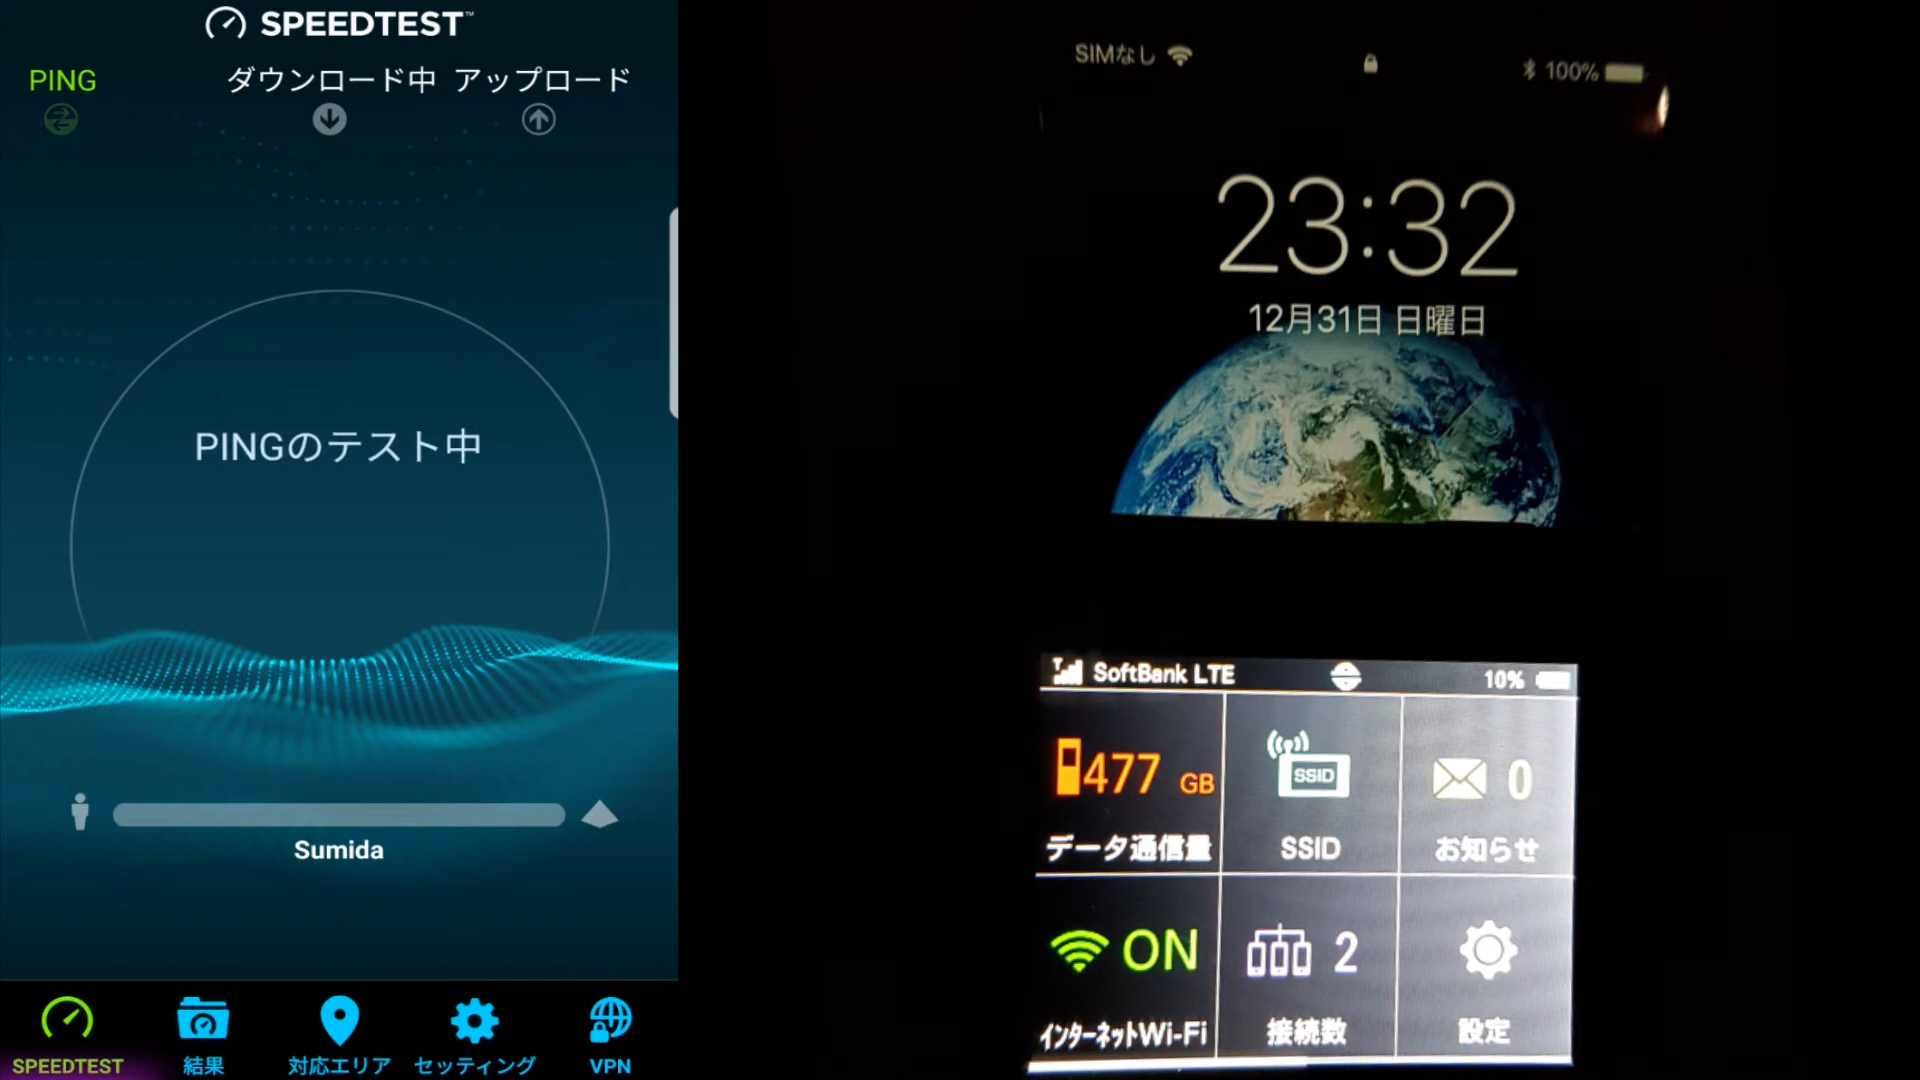 SPEEDTEST™
PING ダウンロード中 アップロード
PINGのテスト中
Sumida
SPEEDTEST 結果 対応エリア セッティング VPN
SIMなし 100%
23:32
12月31日 日曜日
SoftBank LTE 10%
477 GB SSID 0
データ通信量 SSID お知らせ
ON 2
インターネットWi-Fi 接続数 設定